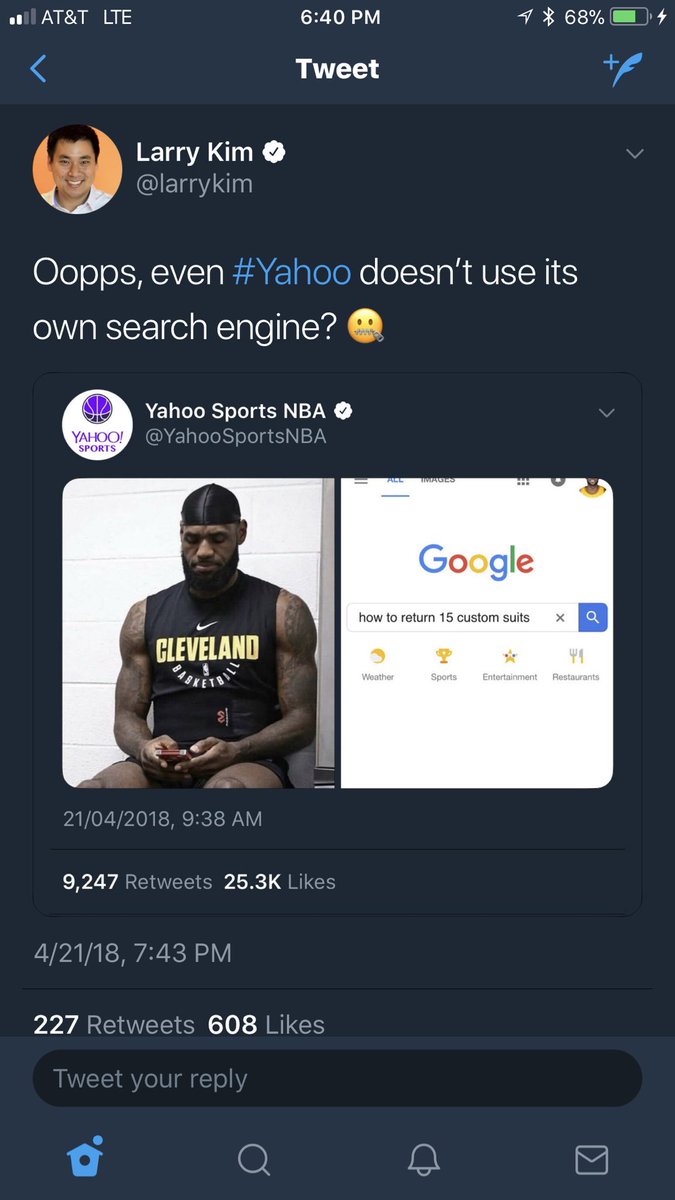 AT&T LTE 6:40 PM 68%
Tweet
Larry Kim
@larrykim
Oopps, even #Yahoo doesn't use its
own search engine? 🤐
YAHOO!
SPORTS
Yahoo Sports NBA
@YahooSportsNBA
CLEVELAND
BASKETBALL
ALL IMAGES
Google
how to return 15 custom suits
Weather Sports Entertainment Restaurants
21/04/2018, 9:38 AM
9,247 Retweets 25.3K Likes
4/21/18, 7:43 PM
227 Retweets 608 Likes
Tweet your reply